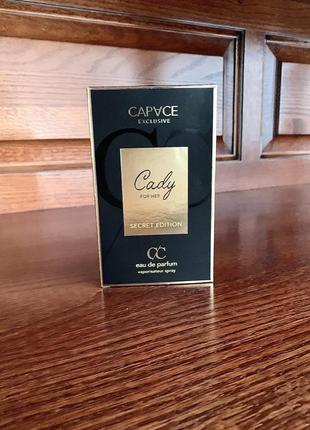 CAPACE
EXCLUSIVE
Cady
FOR HER
SECRET EDITION
CC
eau de parfum
vaporisateur spray